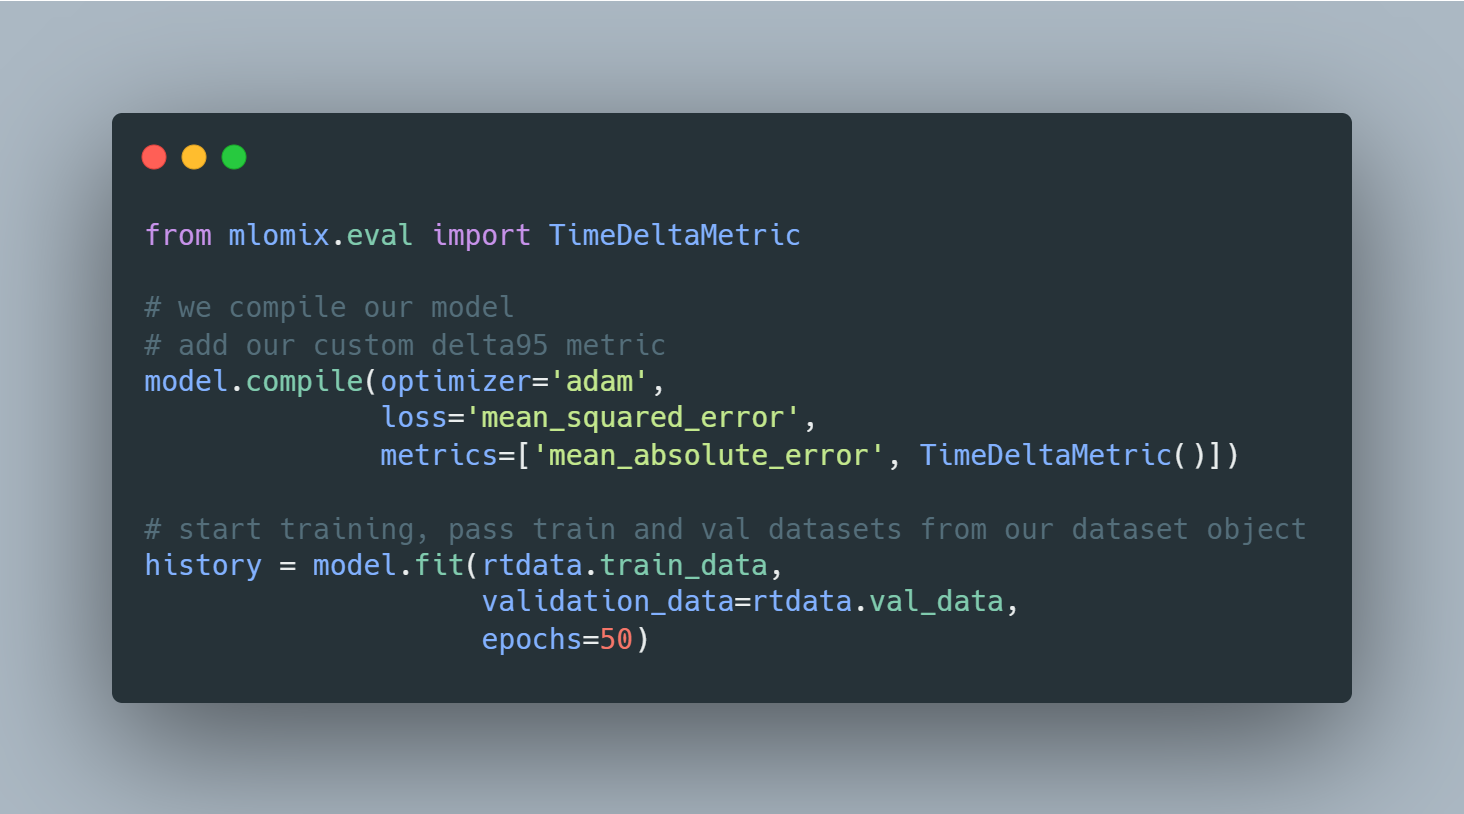 from mlomix.eval import TimeDeltaMetric
# we compile our model
# add our custom delta95 metric
model.compile(optimizer='adam',
loss='mean_squared_error',
metrics=['mean_absolute_error', TimeDeltaMetric()])
# start training, pass train and val datasets from our dataset object
history = model.fit(rtdata.train_data,
validation_data=rtdata.val_data,
epochs=50)